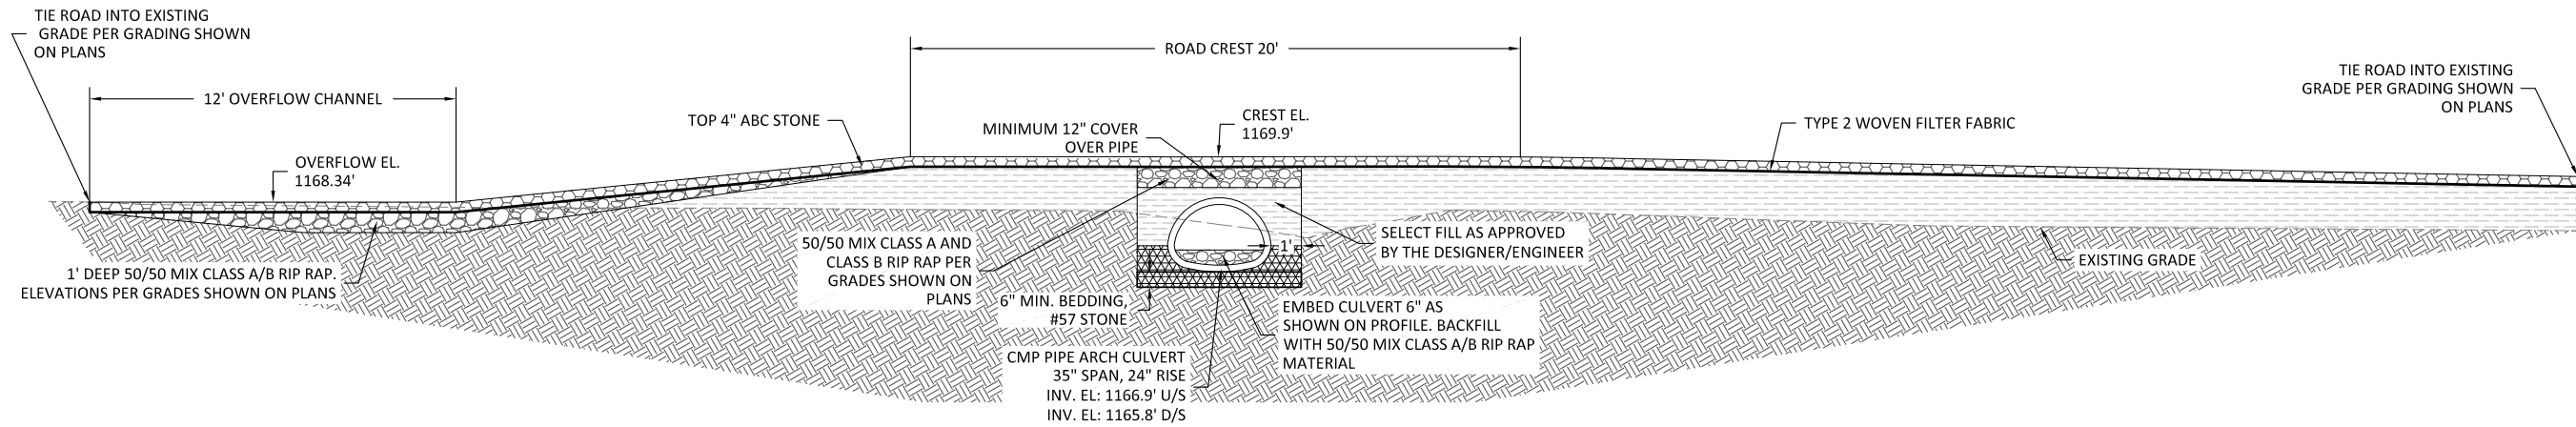 TIE ROAD INTO EXISTING
GRADE PER GRADING SHOWN
ON PLANS
12' OVERFLOW CHANNEL
OVERFLOW EL.
1168.34'
1' DEEP 50/50 MIX CLASS A/B RIP RAP.
ELEVATIONS PER GRADES SHOWN ON PLANS
TOP 4" ABC STONE
ROAD CREST 20'
MINIMUM 12" COVER
OVER PIPE
CREST EL.
1169.9'
50/50 MIX CLASS A AND
CLASS B RIP RAP PER
GRADES SHOWN ON
PLANS
6" MIN. BEDDING,
#57 STONE
CMP PIPE ARCH CULVERT
35" SPAN, 24" RISE
INV. EL: 1166.9' U/S
INV. EL: 1165.8' D/S
1'
SELECT FILL AS APPROVED
BY THE DESIGNER/ENGINEER
EMBED CULVERT 6" AS
SHOWN ON PROFILE. BACKFILL
WITH 50/50 MIX CLASS A/B RIP RAP
MATERIAL
TYPE 2 WOVEN FILTER FABRIC
EXISTING GRADE
TIE ROAD INTO EXISTING
GRADE PER GRADING SHOWN
ON PLANS